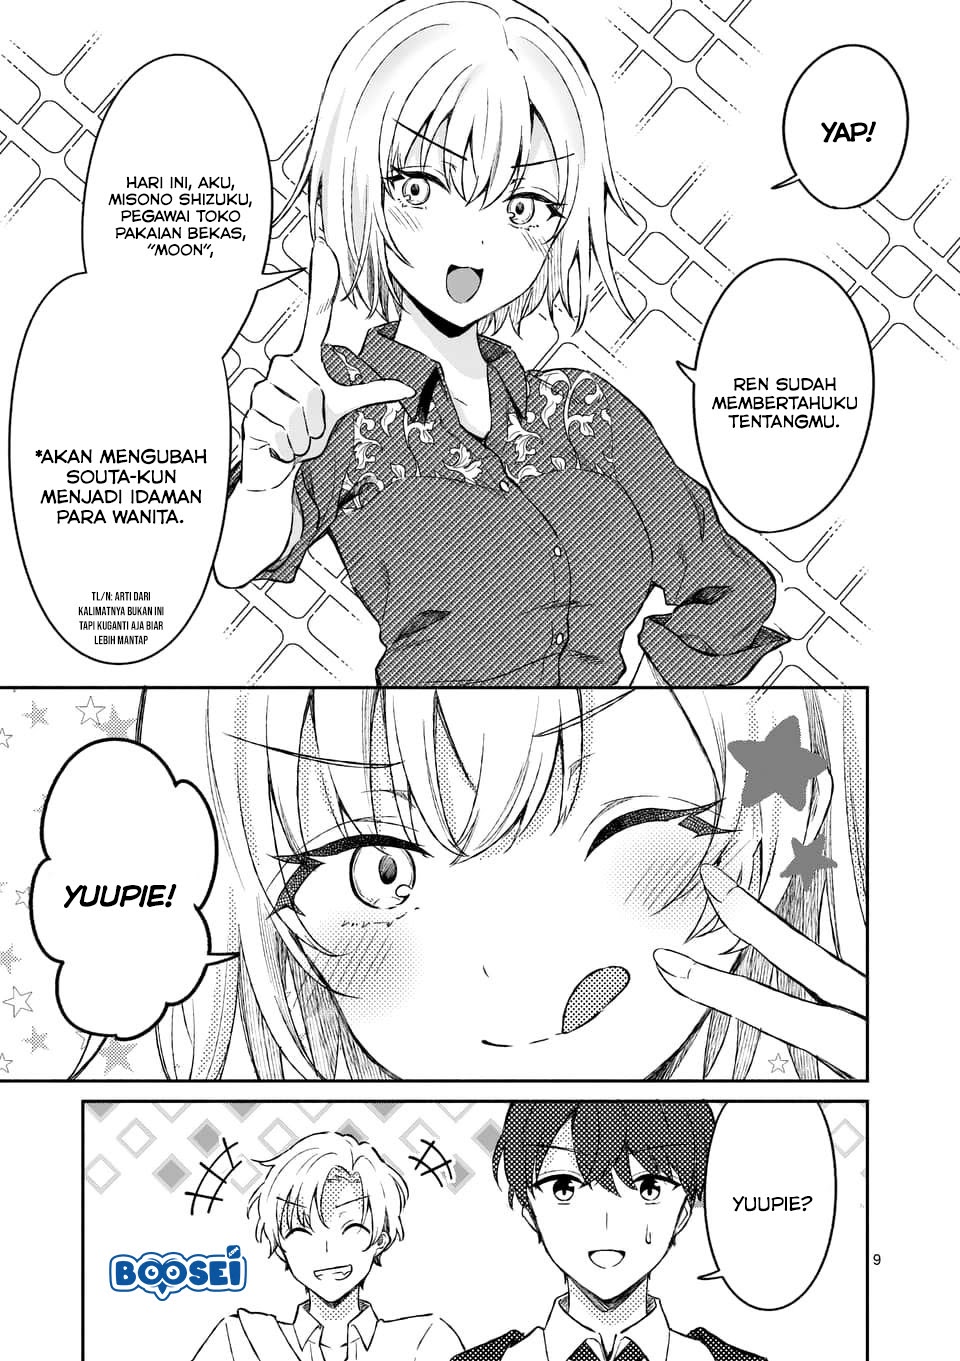 YAP!
REN SUDAH
MEMBERTAHUKU
TENTANGMU.
HARI INI, AKU,
MISONO SHIZUKU,
PEGAWAI TOKO
PAKAIAN BEKAS,
"MOON",
*AKAN MENGUBAH
SOUTA-KUN
MENJADI IDAMAN
PARA WANITA.
TL/N: ARTI DARI
KALIMATNYA BUKAN INI
TAPI KUGANTI AJA BIAR
LEBIH MANTAP
YUUPIE!
YUUPIE?
BOOSEI
9